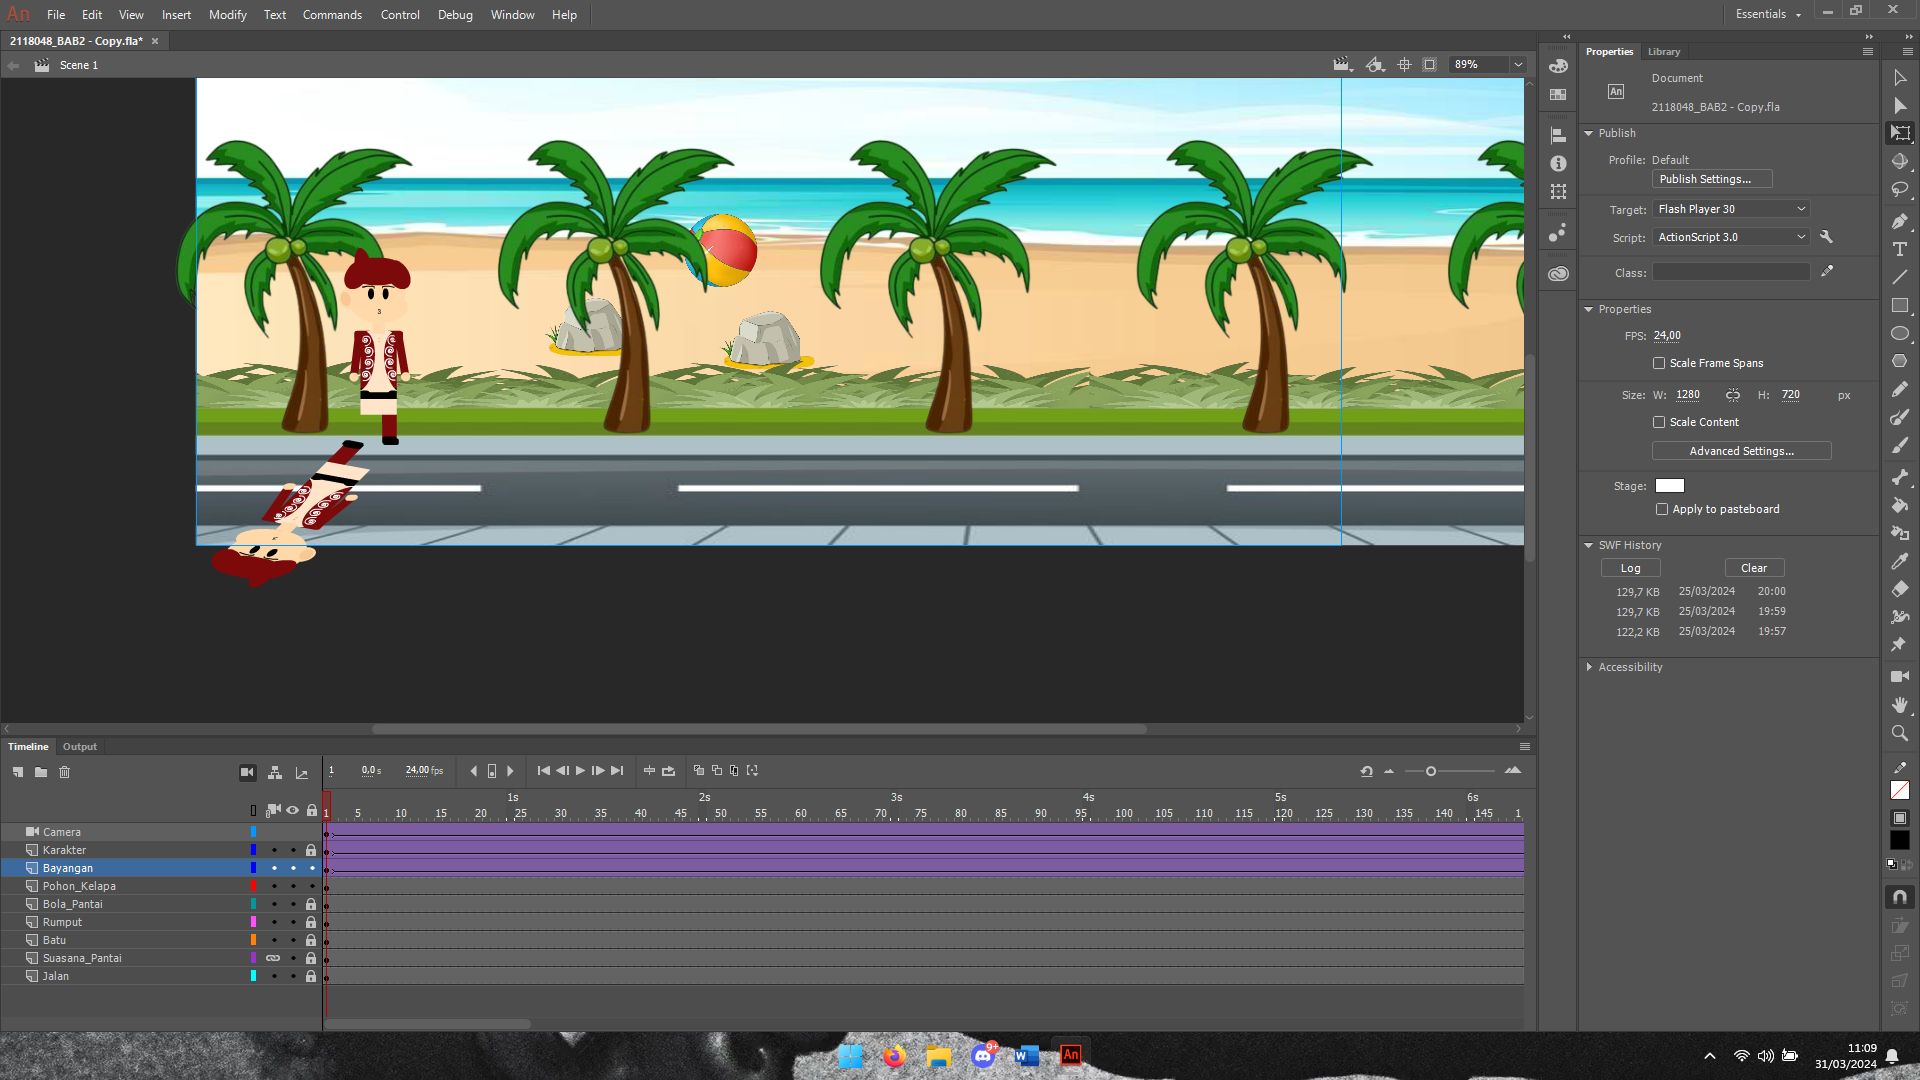 An File Edit View Insert Modify Text Commands Control Debug Window Help Essentials
2118048_BAB2 - Copy.fla* ×
Scene 1 89%
Properties Library
Document
An 2118048_BAB2 - Copy.fla
Publish
Profile: Default
Publish Settings...
Target: Flash Player 30
Script: ActionScript 3.0
Class:
Properties
FPS: 24,00
Scale Frame Spans
Size: W: 1280 H: 720 px
Scale Content
Advanced Settings...
Stage:
Apply to pasteboard
SWF History
Log Clear
129,7 KB 25/03/2024 20:00
129,7 KB 25/03/2024 19:59
122,2 KB 25/03/2024 19:57
Accessibility
Timeline Output
1 0,0 s 24,00 fps
1s 2s 3s 4s 5s 6s
1 5 10 15 20 25 30 35 40 45 50 55 60 65 70 75 80 85 90 95 100 105 110 115 120 125 130 135 140 145 1
Camera
Karakter
Bayangan
Pohon_Kelapa
Bola_Pantai
Rumput
Batu
Suasana_Pantai
Jalan
9+ W An
11:09
31/03/2024